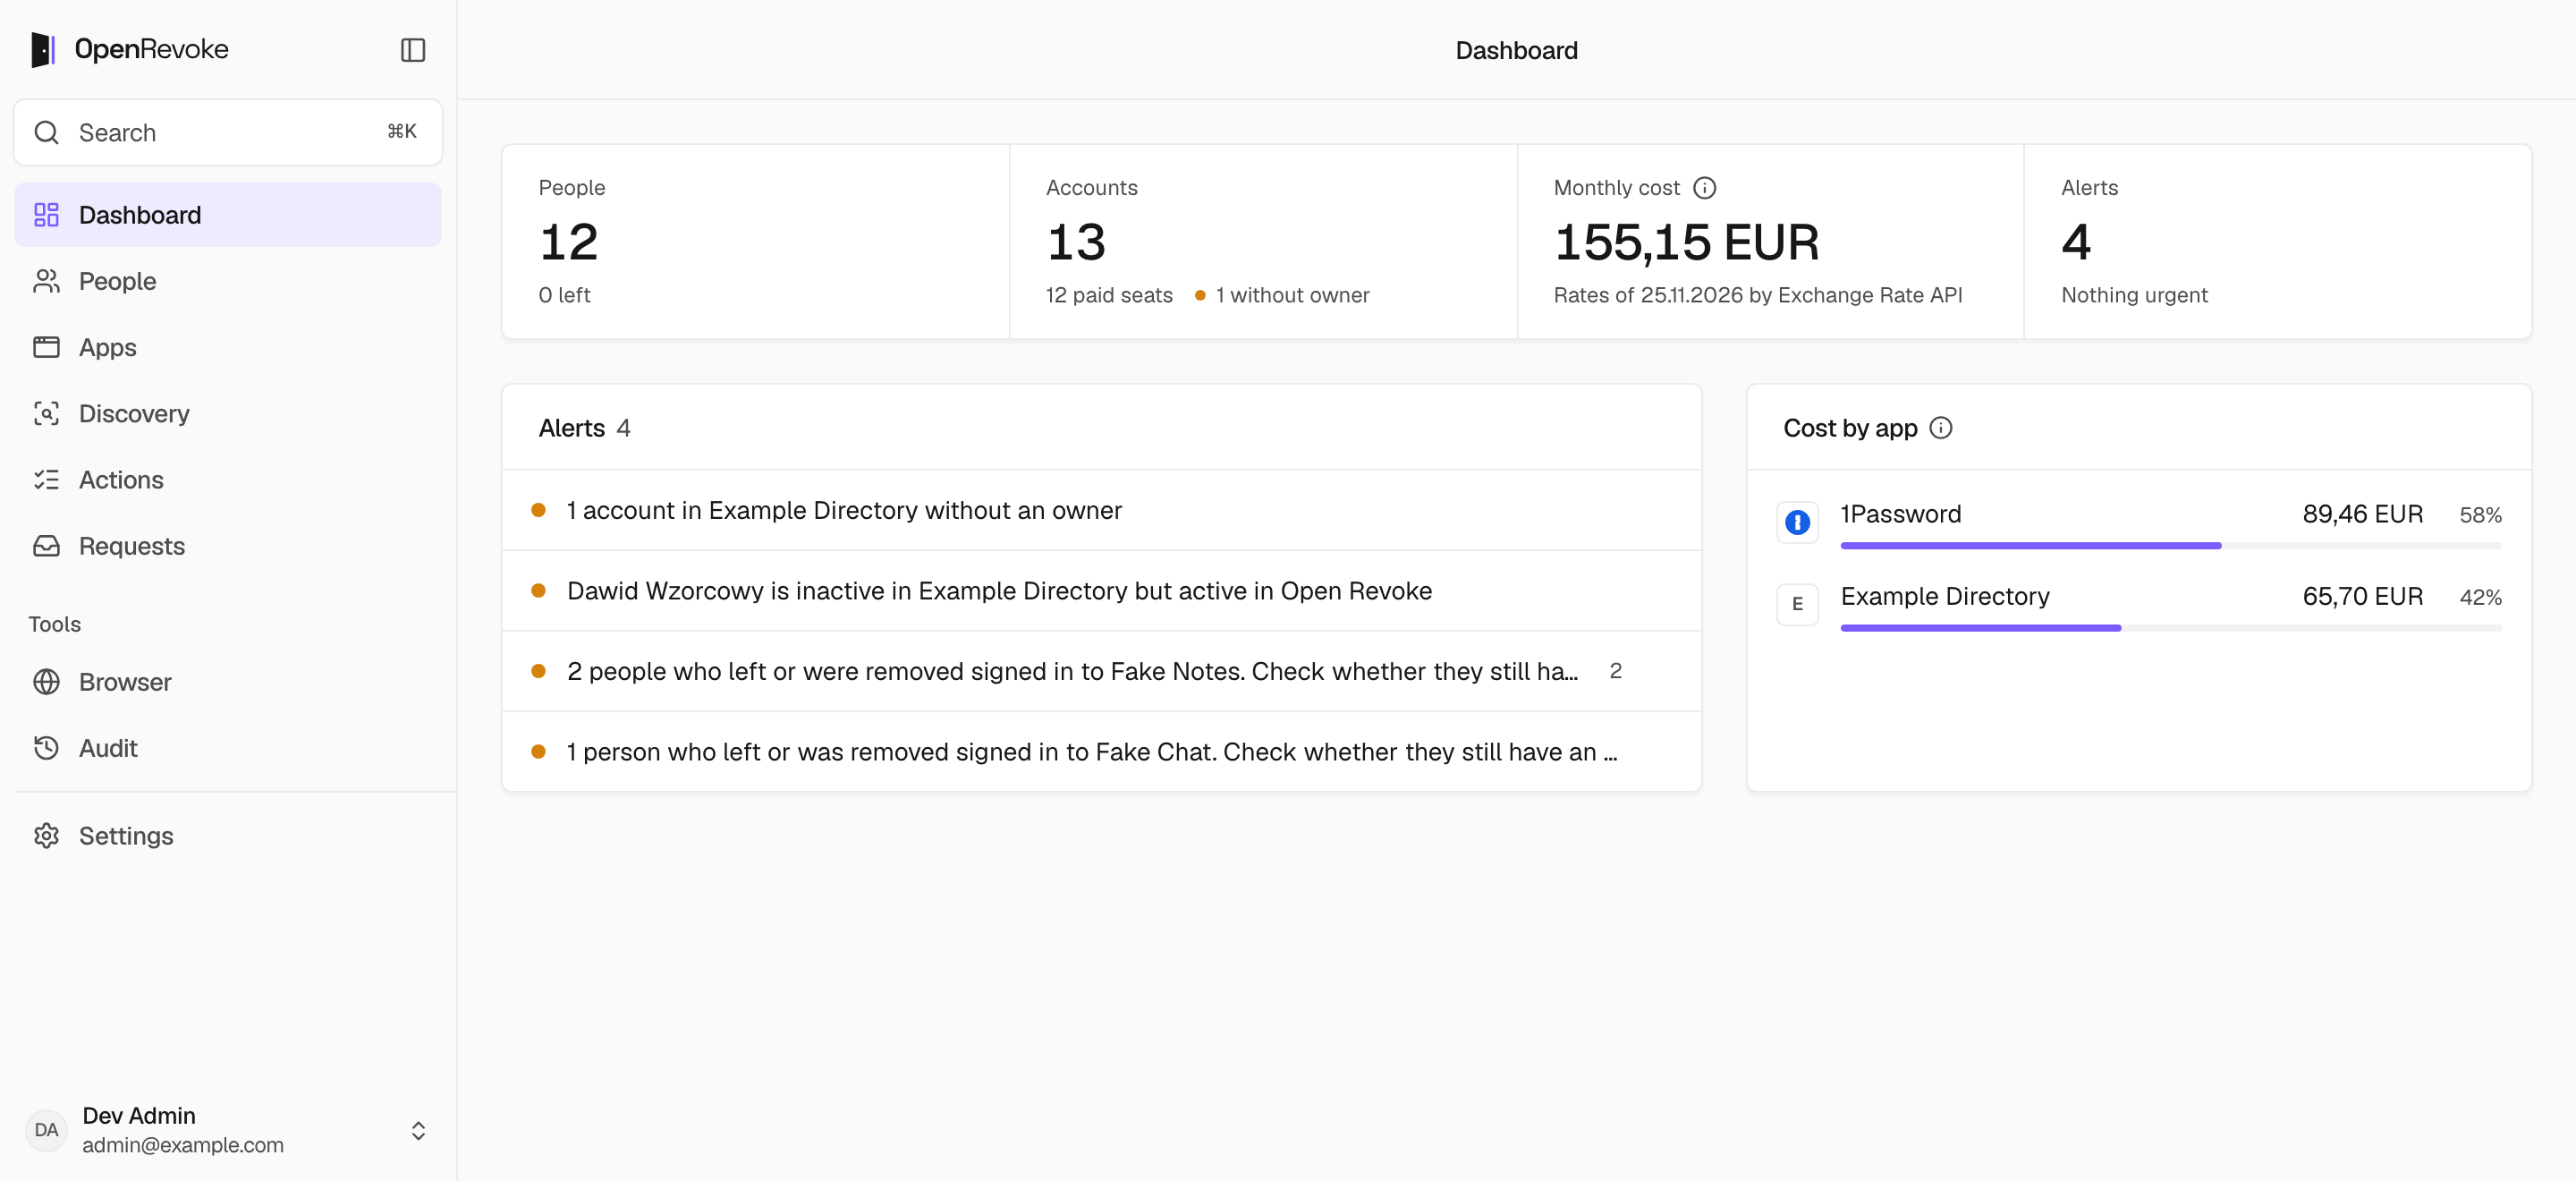 OpenRevoke
Search ⌘K
Dashboard
People
Apps
Discovery
Actions
Requests
Tools
Browser
Audit
Settings
DA
Dev Admin
admin@example.com
Dashboard
People
12
0 left
Accounts
13
12 paid seats 1 without owner
Monthly cost
155,15 EUR
Rates of 25.11.2026 by Exchange Rate API
Alerts
4
Nothing urgent
Alerts 4
1 account in Example Directory without an owner
Dawid Wzorcowy is inactive in Example Directory but active in Open Revoke
2 people who left or were removed signed in to Fake Notes. Check whether they still ha... 2
1 person who left or was removed signed in to Fake Chat. Check whether they still have an ...
Cost by app
1Password 89,46 EUR 58%
E Example Directory 65,70 EUR 42%